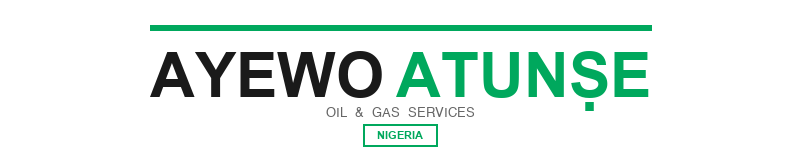 AYEWO ATUNṢE
OIL & GAS SERVICES
NIGERIA